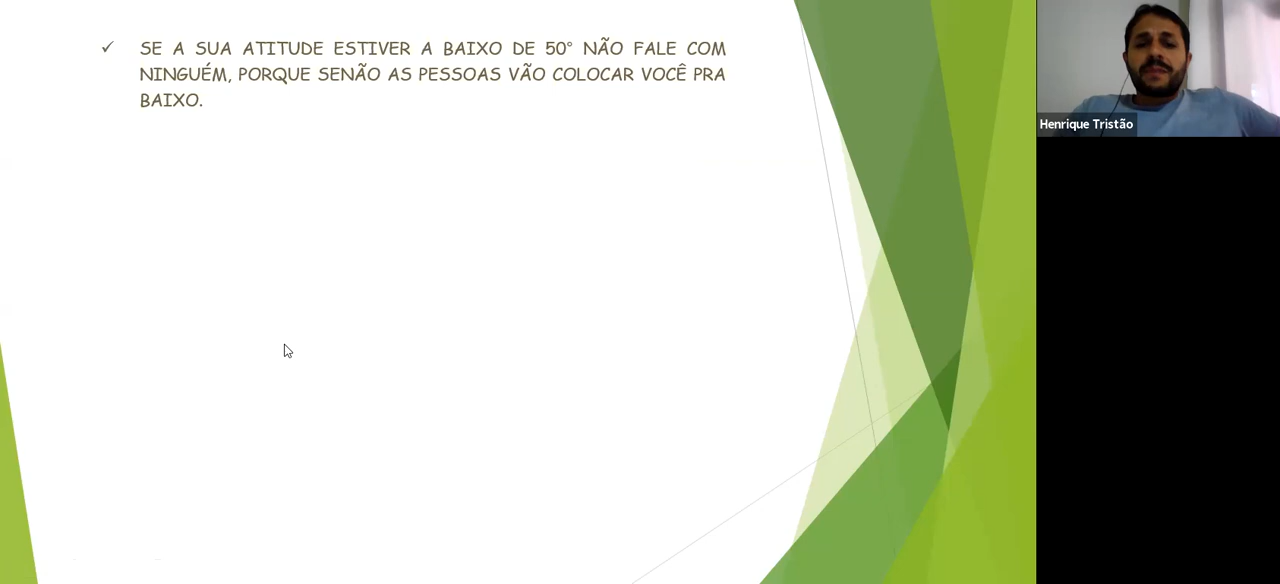 ✓ SE A SUA ATITUDE ESTIVER A BAIXO DE 50° NÃO FALE COM
NINGUÉM, PORQUE SENÃO AS PESSOAS VÃO COLOCAR VOCÊ PRA
BAIXO.
Henrique Tristão